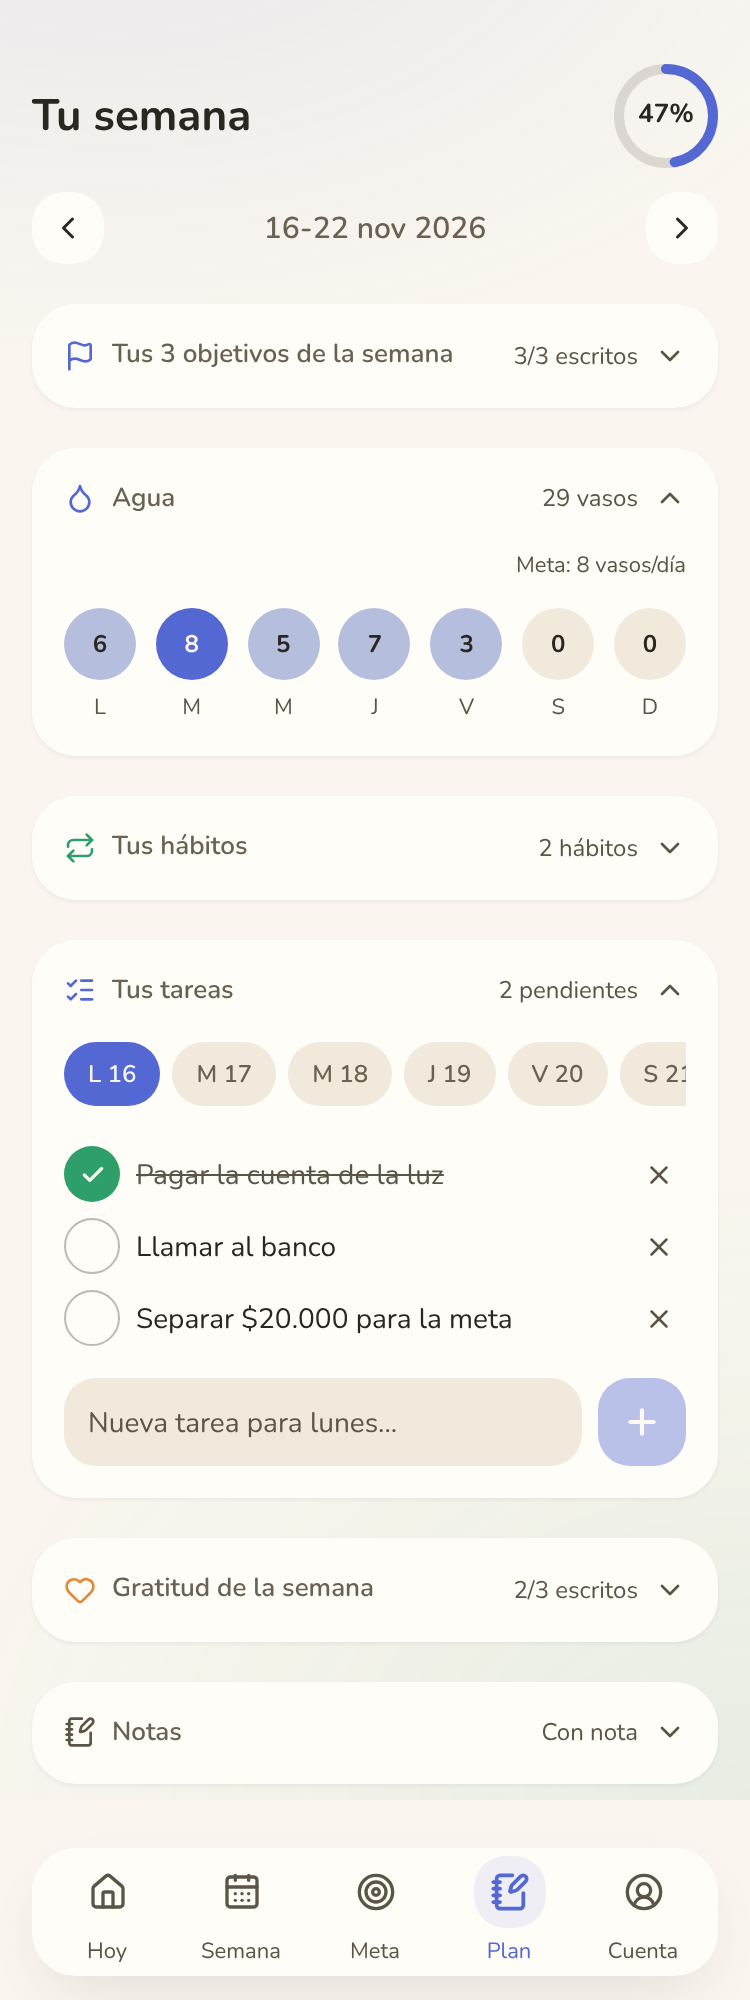 Tu semana
47%
16-22 nov 2026
Tus 3 objetivos de la semana 3/3 escritos
Agua 29 vasos
Meta: 8 vasos/día
6 8 5 7 3 0 0
L M M J V S D
Tus hábitos 2 hábitos
Tus tareas 2 pendientes
L 16 M 17 M 18 J 19 V 20 S 21
Pagar la cuenta de la luz
Llamar al banco
Separar $20.000 para la meta
Nueva tarea para lunes...
Gratitud de la semana 2/3 escritos
Notas Con nota
Hoy Semana Meta Plan Cuenta